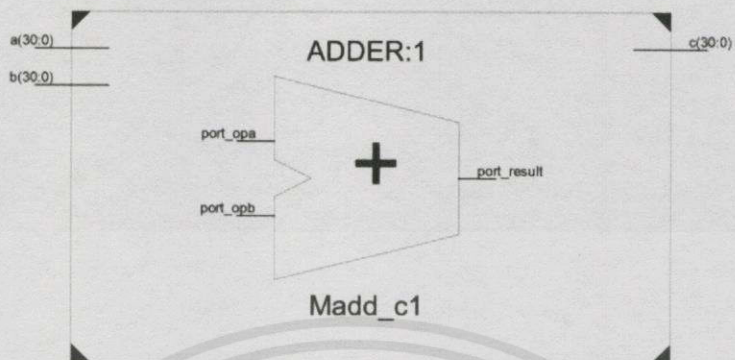 a(30:0)
b(30:0)
ADDER:1
c(30:0)
port_opa
+
port_result
port_opb
Madd_c1